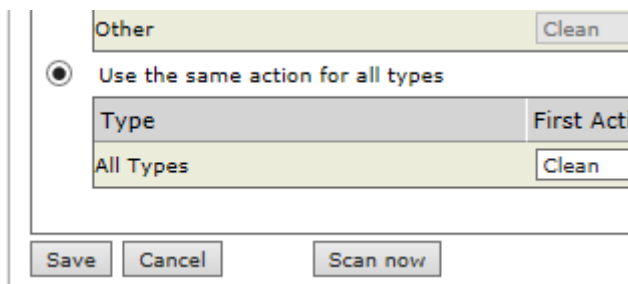 Other Clean
Use the same action for all types
Type First Acti
All Types Clean
Save Cancel Scan now